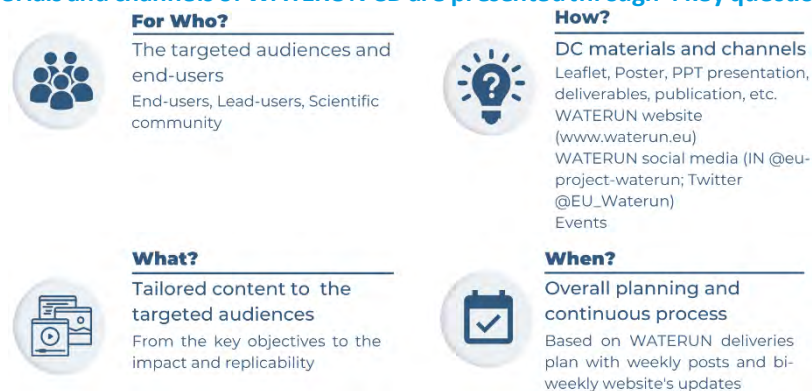 For Who?
The targeted audiences and
end-users
End-users, Lead-users, Scientific
community
How?
DC materials and channels
Leaflet, Poster, PPT presentation,
deliverables, publication, etc.
WATERUN website
(www.waterun.eu)
WATERUN social media (IN @eu-
project-waterun; Twitter
@EU_Waterun)
Events
What?
Tailored content to the
targeted audiences
From the key objectives to the
impact and replicability
When?
Overall planning and
continuous process
Based on WATERUN deliveries
plan with weekly posts and bi-
weekly website's updates